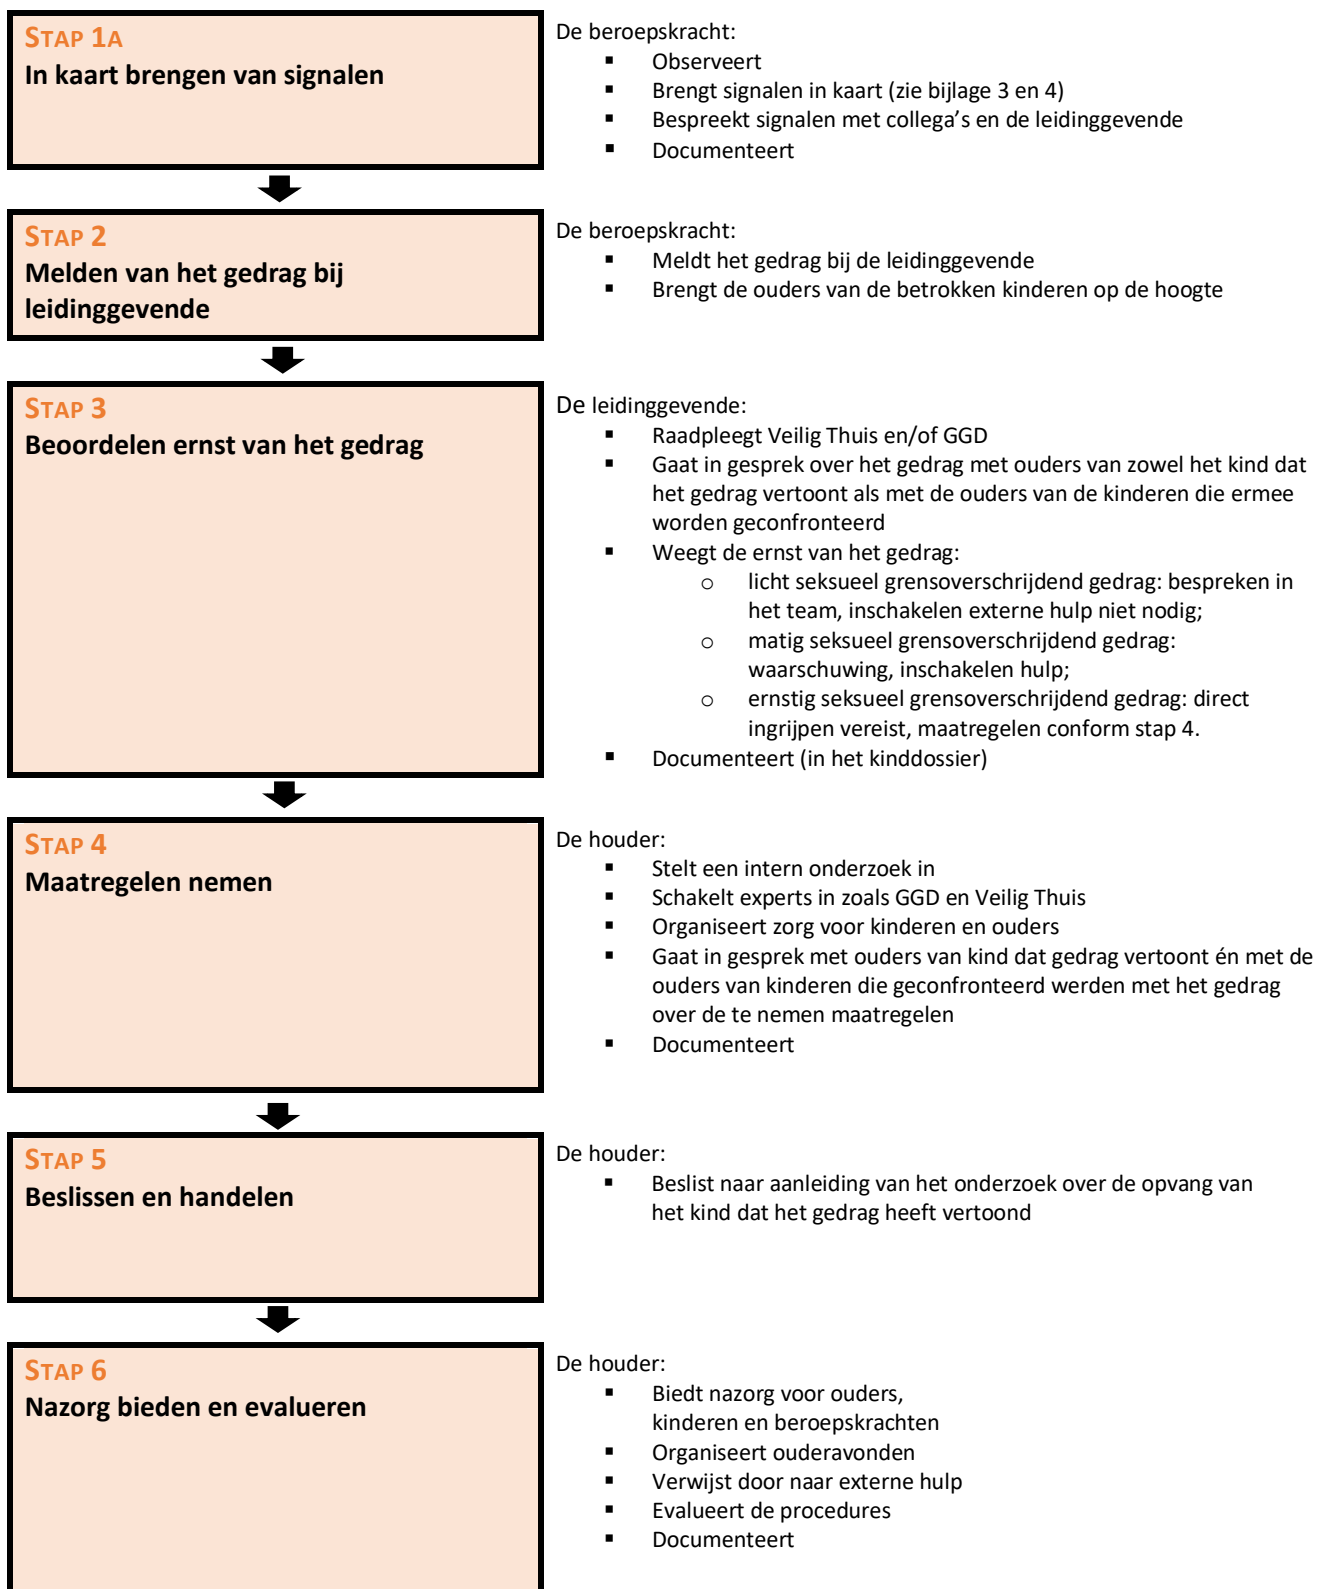 STAP 1A
In kaart brengen van signalen
De beroepskracht:
▪ Observeert
▪ Brengt signalen in kaart (zie bijlage 3 en 4)
▪ Bespreekt signalen met collega’s en de leidinggevende
▪ Documenteert
STAP 2
Melden van het gedrag bij
leidinggevende
De beroepskracht:
▪ Meldt het gedrag bij de leidinggevende
▪ Brengt de ouders van de betrokken kinderen op de hoogte
STAP 3
Beoordelen ernst van het gedrag
De leidinggevende:
▪ Raadpleegt Veilig Thuis en/of GGD
▪ Gaat in gesprek over het gedrag met ouders van zowel het kind dat
het gedrag vertoont als met de ouders van de kinderen die ermee
worden geconfronteerd
▪ Weegt de ernst van het gedrag:
o licht seksueel grensoverschrijdend gedrag: bespreken in
het team, inschakelen externe hulp niet nodig;
o matig seksueel grensoverschrijdend gedrag:
waarschuwing, inschakelen hulp;
o ernstig seksueel grensoverschrijdend gedrag: direct
ingrijpen vereist, maatregelen conform stap 4.
▪ Documenteert (in het kinddossier)
STAP 4
Maatregelen nemen
De houder:
▪ Stelt een intern onderzoek in
▪ Schakelt experts in zoals GGD en Veilig Thuis
▪ Organiseert zorg voor kinderen en ouders
▪ Gaat in gesprek met ouders van kind dat gedrag vertoont én met de
ouders van kinderen die geconfronteerd werden met het gedrag
over de te nemen maatregelen
▪ Documenteert
STAP 5
Beslissen en handelen
De houder:
▪ Beslist naar aanleiding van het onderzoek over de opvang van
het kind dat het gedrag heeft vertoond
STAP 6
Nazorg bieden en evalueren
De houder:
▪ Biedt nazorg voor ouders,
kinderen en beroepskrachten
▪ Organiseert ouderavonden
▪ Verwijst door naar externe hulp
▪ Evalueert de procedures
▪ Documenteert